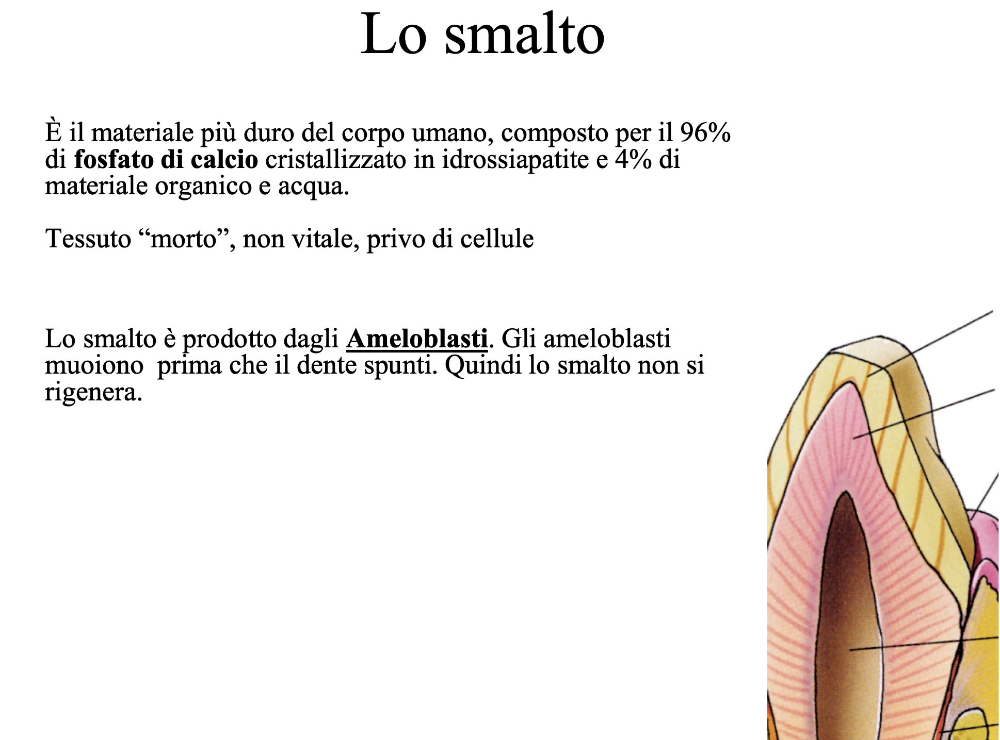 Lo smalto
È il materiale più duro del corpo umano, composto per il 96%
di fosfato di calcio cristallizzato in idrossiapatite e 4% di
materiale organico e acqua.
Tessuto “morto”, non vitale, privo di cellule
Lo smalto è prodotto dagli Ameloblasti. Gli ameloblasti
muoiono  prima che il dente spunti. Quindi lo smalto non si
rigenera.